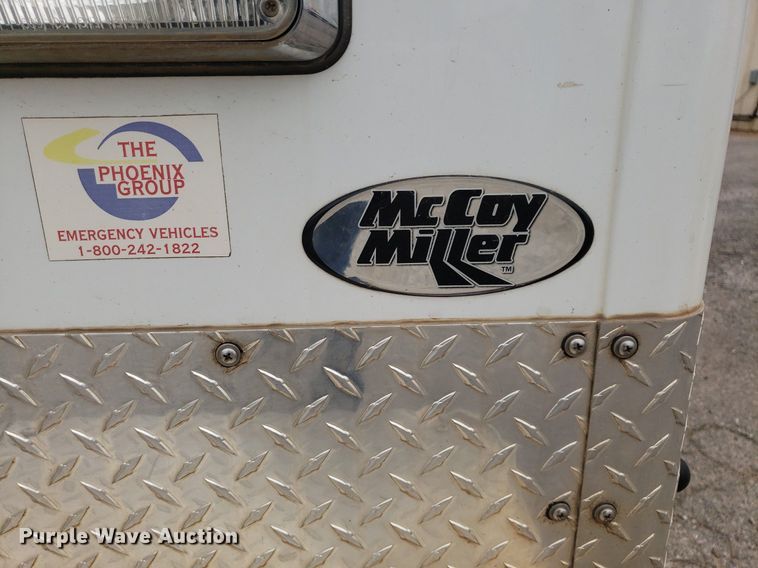 THE
PHOENIX
GROUP
EMERGENCY VEHICLES
1-800-242-1822
McCoy
Miller
TM
Purple Wave Auction